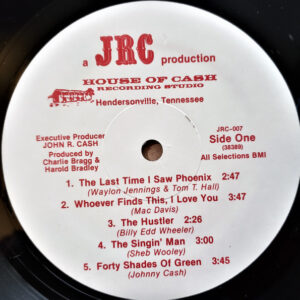 a JRC production
HOUSE OF CASH
RECORDING STUDIO
Hendersonville, Tennessee
Executive Producer
JOHN R. CASH
Produced by
Charlie Bragg &
Harold Bradley
JRC-007
Side One
(38389)
All Selections BMI
1. The Last Time I Saw Phoenix 2:47
(Waylon Jennings & Tom T. Hall)
2. Whoever Finds This, I Love You 3:47
(Mac Davis)
3. The Hustler 2:26
(Billy Edd Wheeler)
4. The Singin' Man 3:00
(Sheb Wooley)
5. Forty Shades Of Green 3:45
(Johnny Cash)